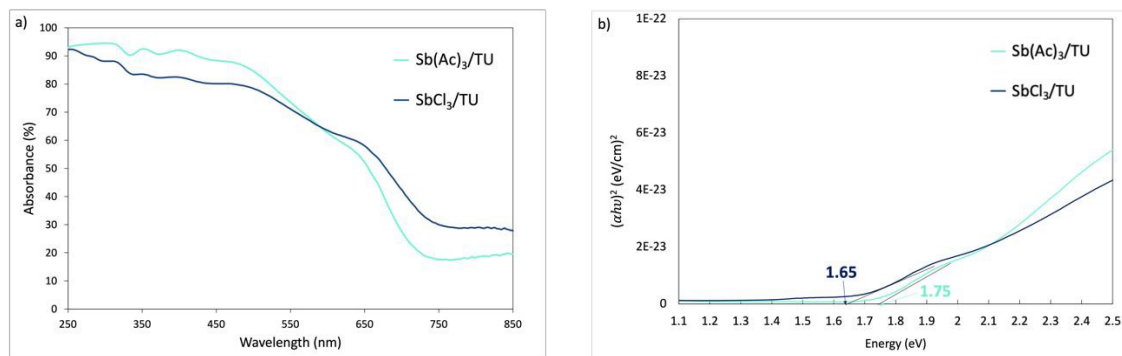 a)
Absorbance (%)
100
90
80
70
60
50
40
30
20
10
0
250 350 450 550 650 750 850
Wavelength (nm)
Sb(Ac)₃/TU
SbCl₃/TU
b)
(αhυ)² (eV/cm)²
1E-22
8E-23
6E-23
4E-23
2E-23
0
1.1 1.2 1.3 1.4 1.5 1.6 1.7 1.8 1.9 2 2.1 2.2 2.3 2.4 2.5
Energy (eV)
Sb(Ac)₃/TU
SbCl₃/TU
1.65
1.75